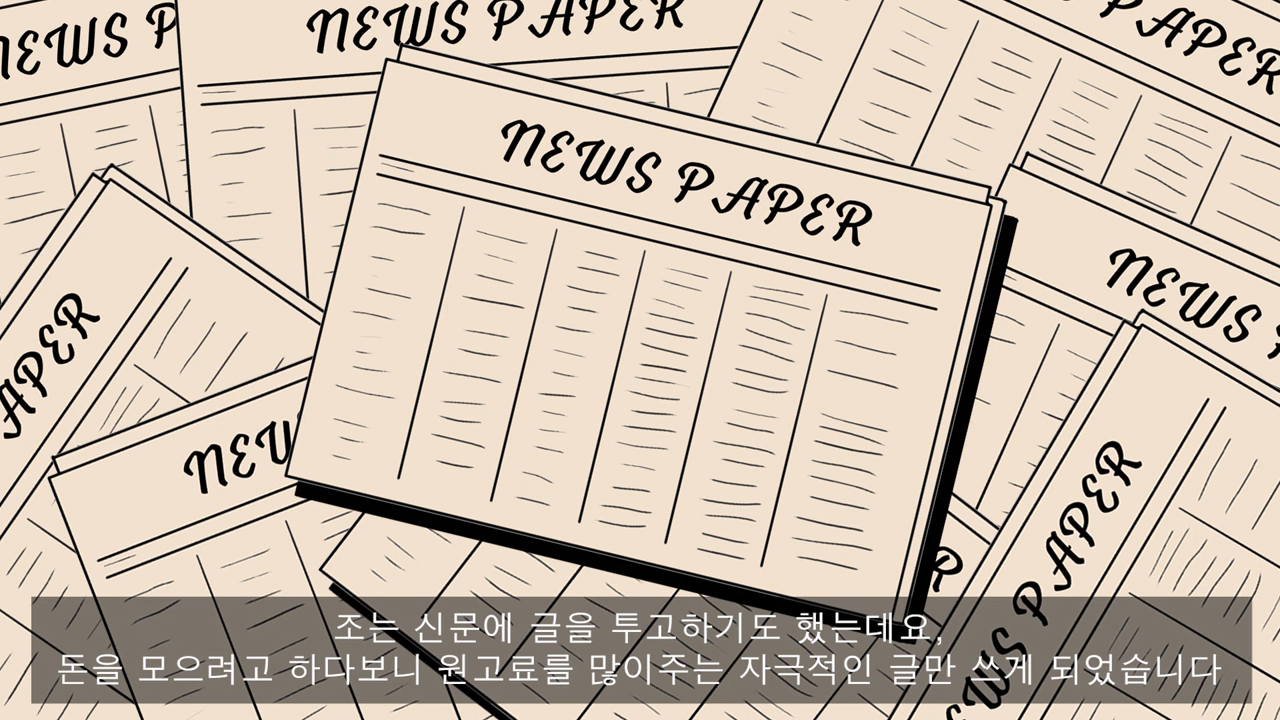 NEWS P
NEWS PAPER
PAPER
NEWS PAPER
NEWS
APER
NEW
NEWS PAPER
조는 신문에 글을 투고하기도 했는데요,
돈을 모으려고 하다보니 원고료를 많이주는 자극적인 글만 쓰게 되었습니다